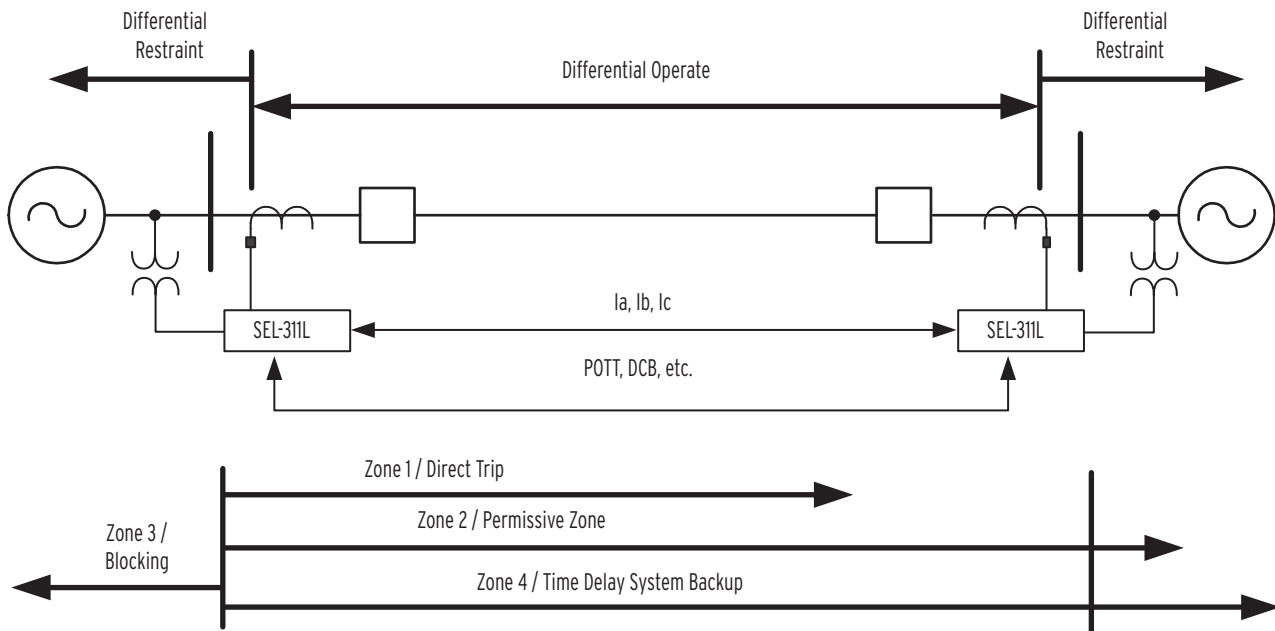 Differential
Restraint
Differential
Restraint
Differential Operate
Ia, Ib, Ic
SEL-311L
SEL-311L
POTT, DCB, etc.
Zone 1 / Direct Trip
Zone 2 / Permissive Zone
Zone 3 /
Blocking
Zone 4 / Time Delay System Backup